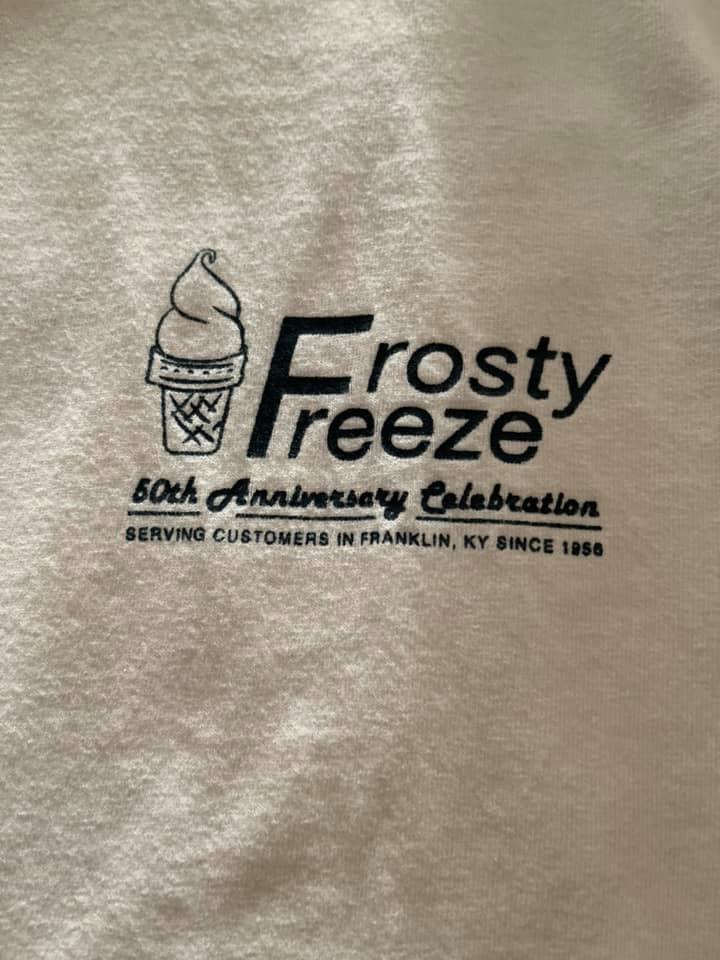 Frosty
Freeze
50th Anniversary Celebration
SERVING CUSTOMERS IN FRANKLIN, KY SINCE 1956